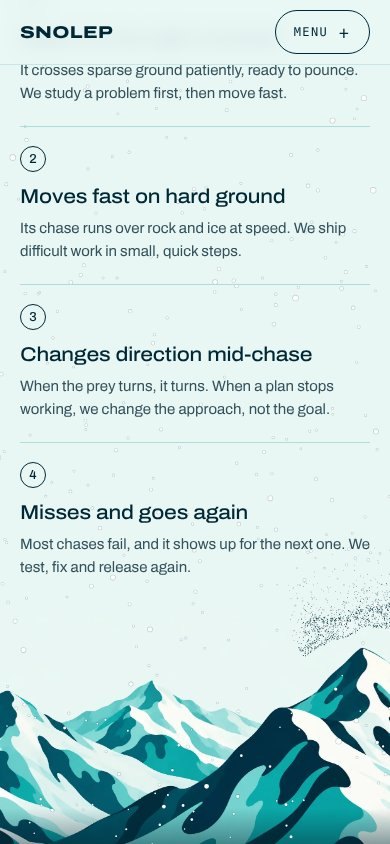 SNOLEP
MENU +
It crosses sparse ground patiently, ready to pounce.
We study a problem first, then move fast.
2
Moves fast on hard ground
Its chase runs over rock and ice at speed. We ship
difficult work in small, quick steps.
3
Changes direction mid-chase
When the prey turns, it turns. When a plan stops
working, we change the approach, not the goal.
4
Misses and goes again
Most chases fail, and it shows up for the next one. We
test, fix and release again.